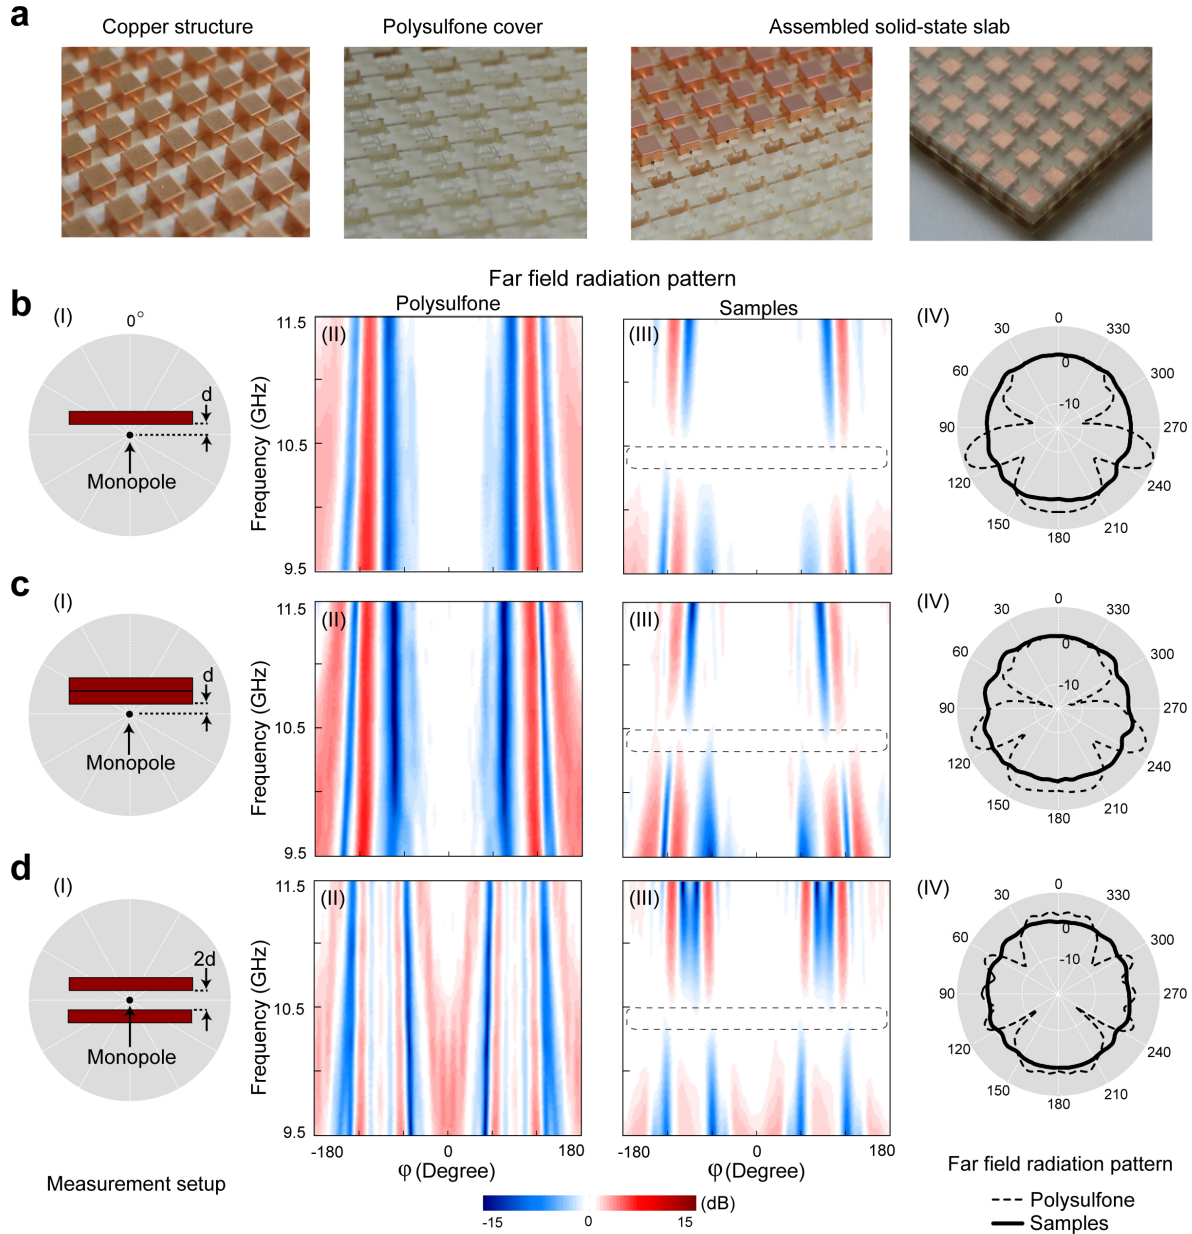 a
Copper structure
Polysulfone cover
Assembled solid-state slab
Far field radiation pattern
b
(I)
0°
d
Monopole
Polysulfone
(II)
11.5
10.5
9.5
Frequency (GHz)
Samples
(III)
(IV)
0
30
330
60
300
90
270
120
240
150
210
180
0
-10
c
(I)
d
Monopole
(II)
11.5
10.5
9.5
Frequency (GHz)
(III)
(IV)
0
30
330
60
300
90
270
120
240
150
210
180
0
-10
d
(I)
2d
Monopole
(II)
11.5
10.5
9.5
Frequency (GHz)
-180
0
180
φ (Degree)
(III)
-180
0
180
φ (Degree)
(IV)
0
30
330
60
300
90
270
120
240
150
210
180
0
-10
Measurement setup
-15
0
15
(dB)
Far field radiation pattern
Polysulfone
Samples